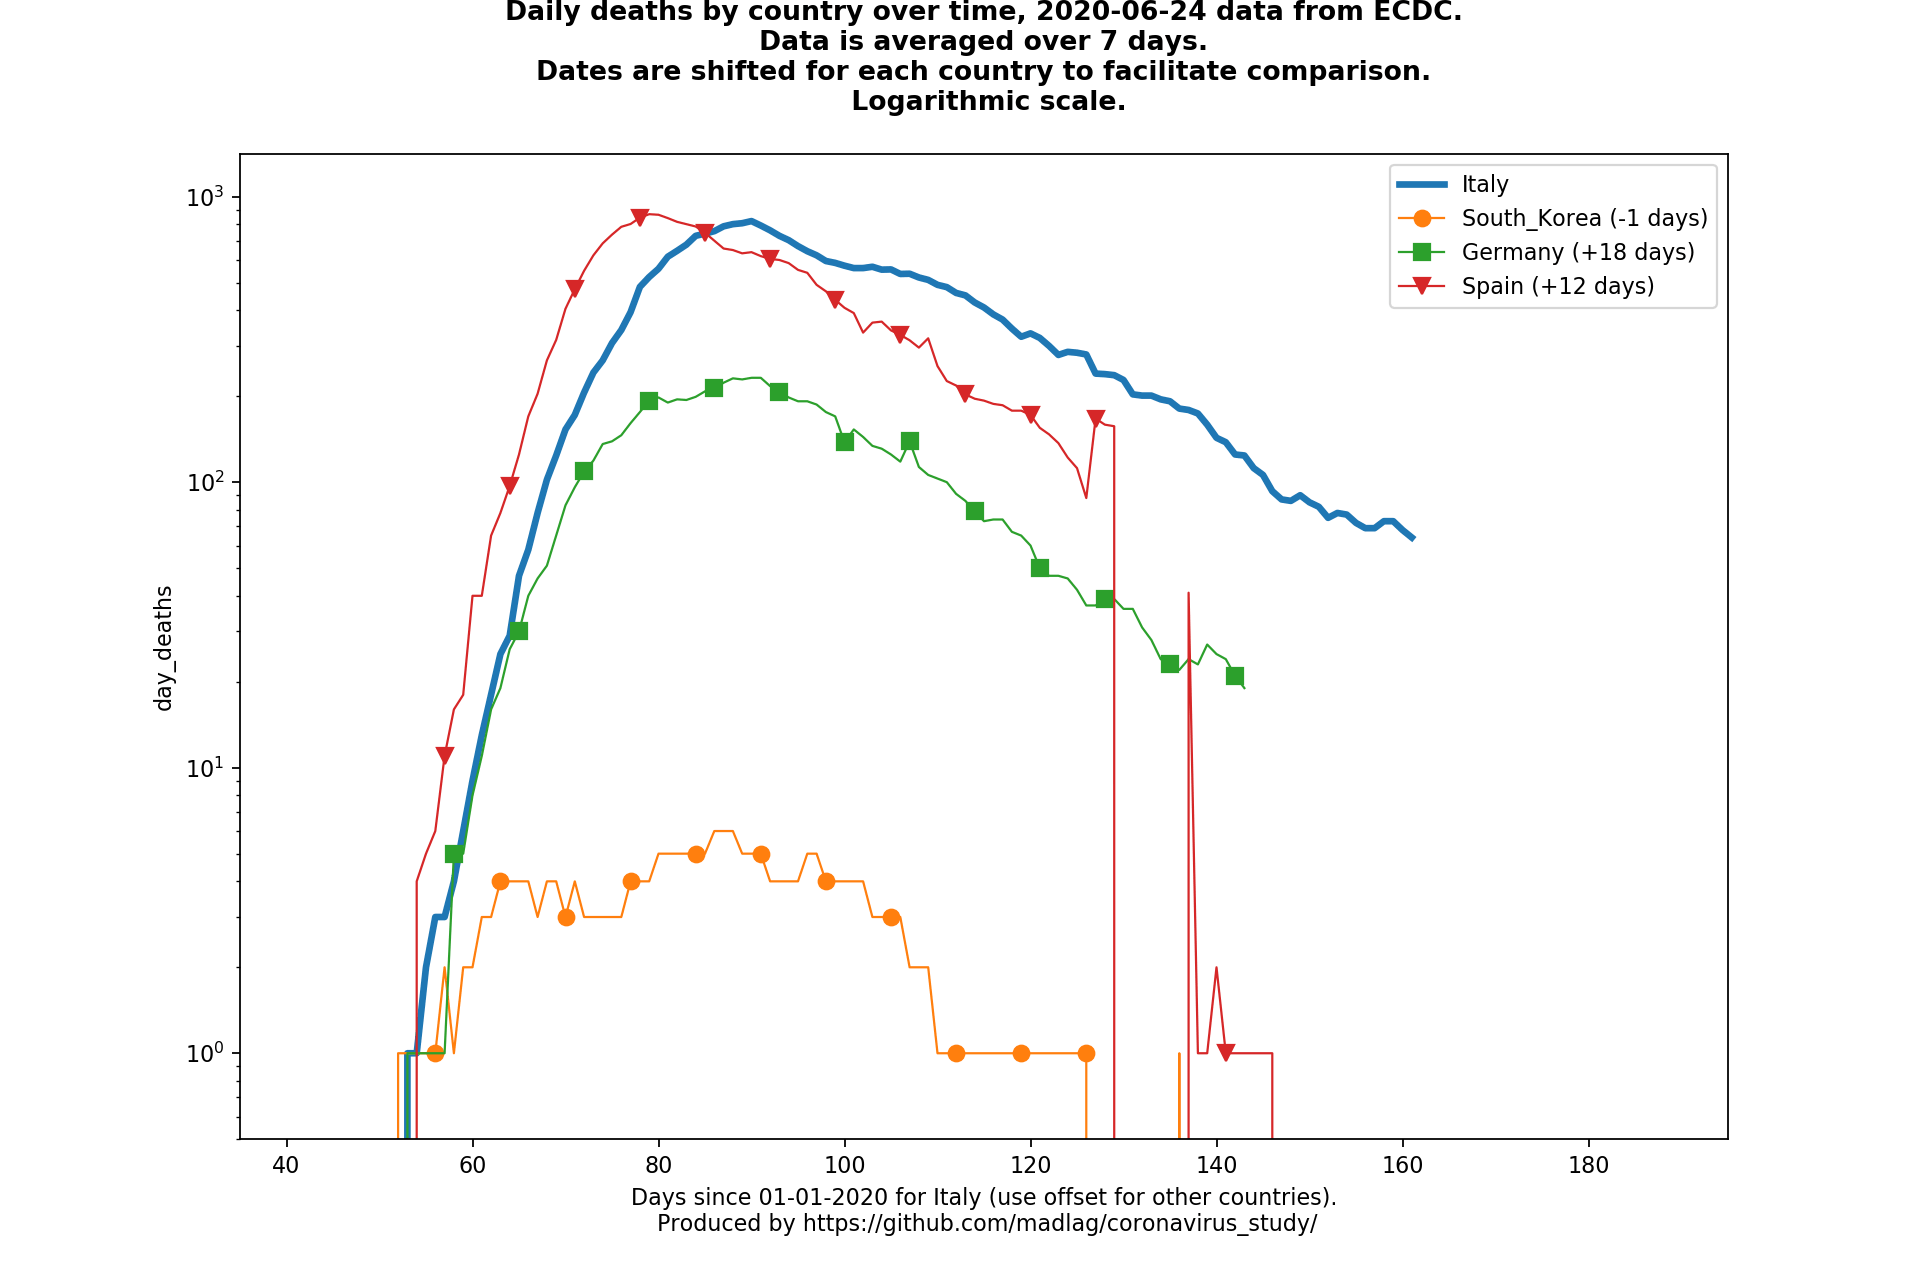 Daily deaths by country over time, 2020-06-24 data from ECDC.
Data is averaged over 7 days.
Dates are shifted for each country to facilitate comparison.
Logarithmic scale.
Italy
South_Korea (-1 days)
Germany (+18 days)
Spain (+12 days)
10³
10²
10¹
10⁰
day_deaths
40 60 80 100 120 140 160 180
Days since 01-01-2020 for Italy (use offset for other countries).
Produced by https://github.com/madlag/coronavirus_study/